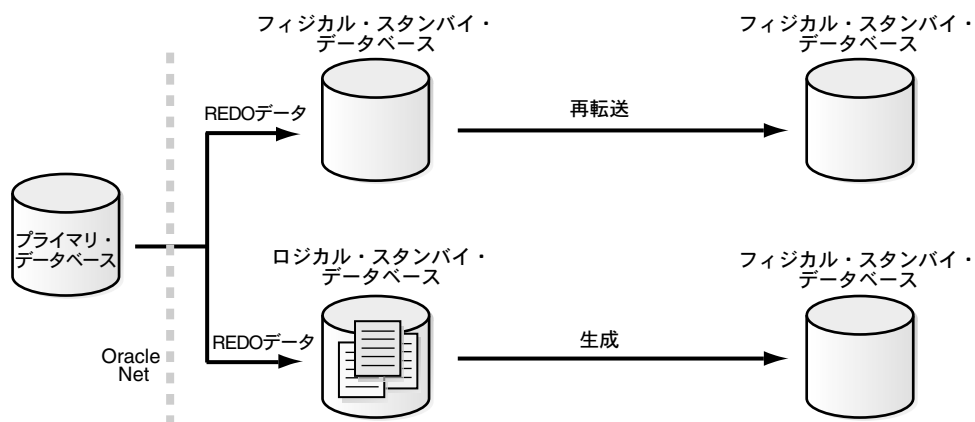 フィジカル・スタンバイ・
データベース
フィジカル・スタンバイ・
データベース
REDOデータ
再転送
プライマリ・
データベース
ロジカル・スタンバイ・
データベース
フィジカル・スタンバイ・
データベース
REDOデータ
生成
Oracle
Net